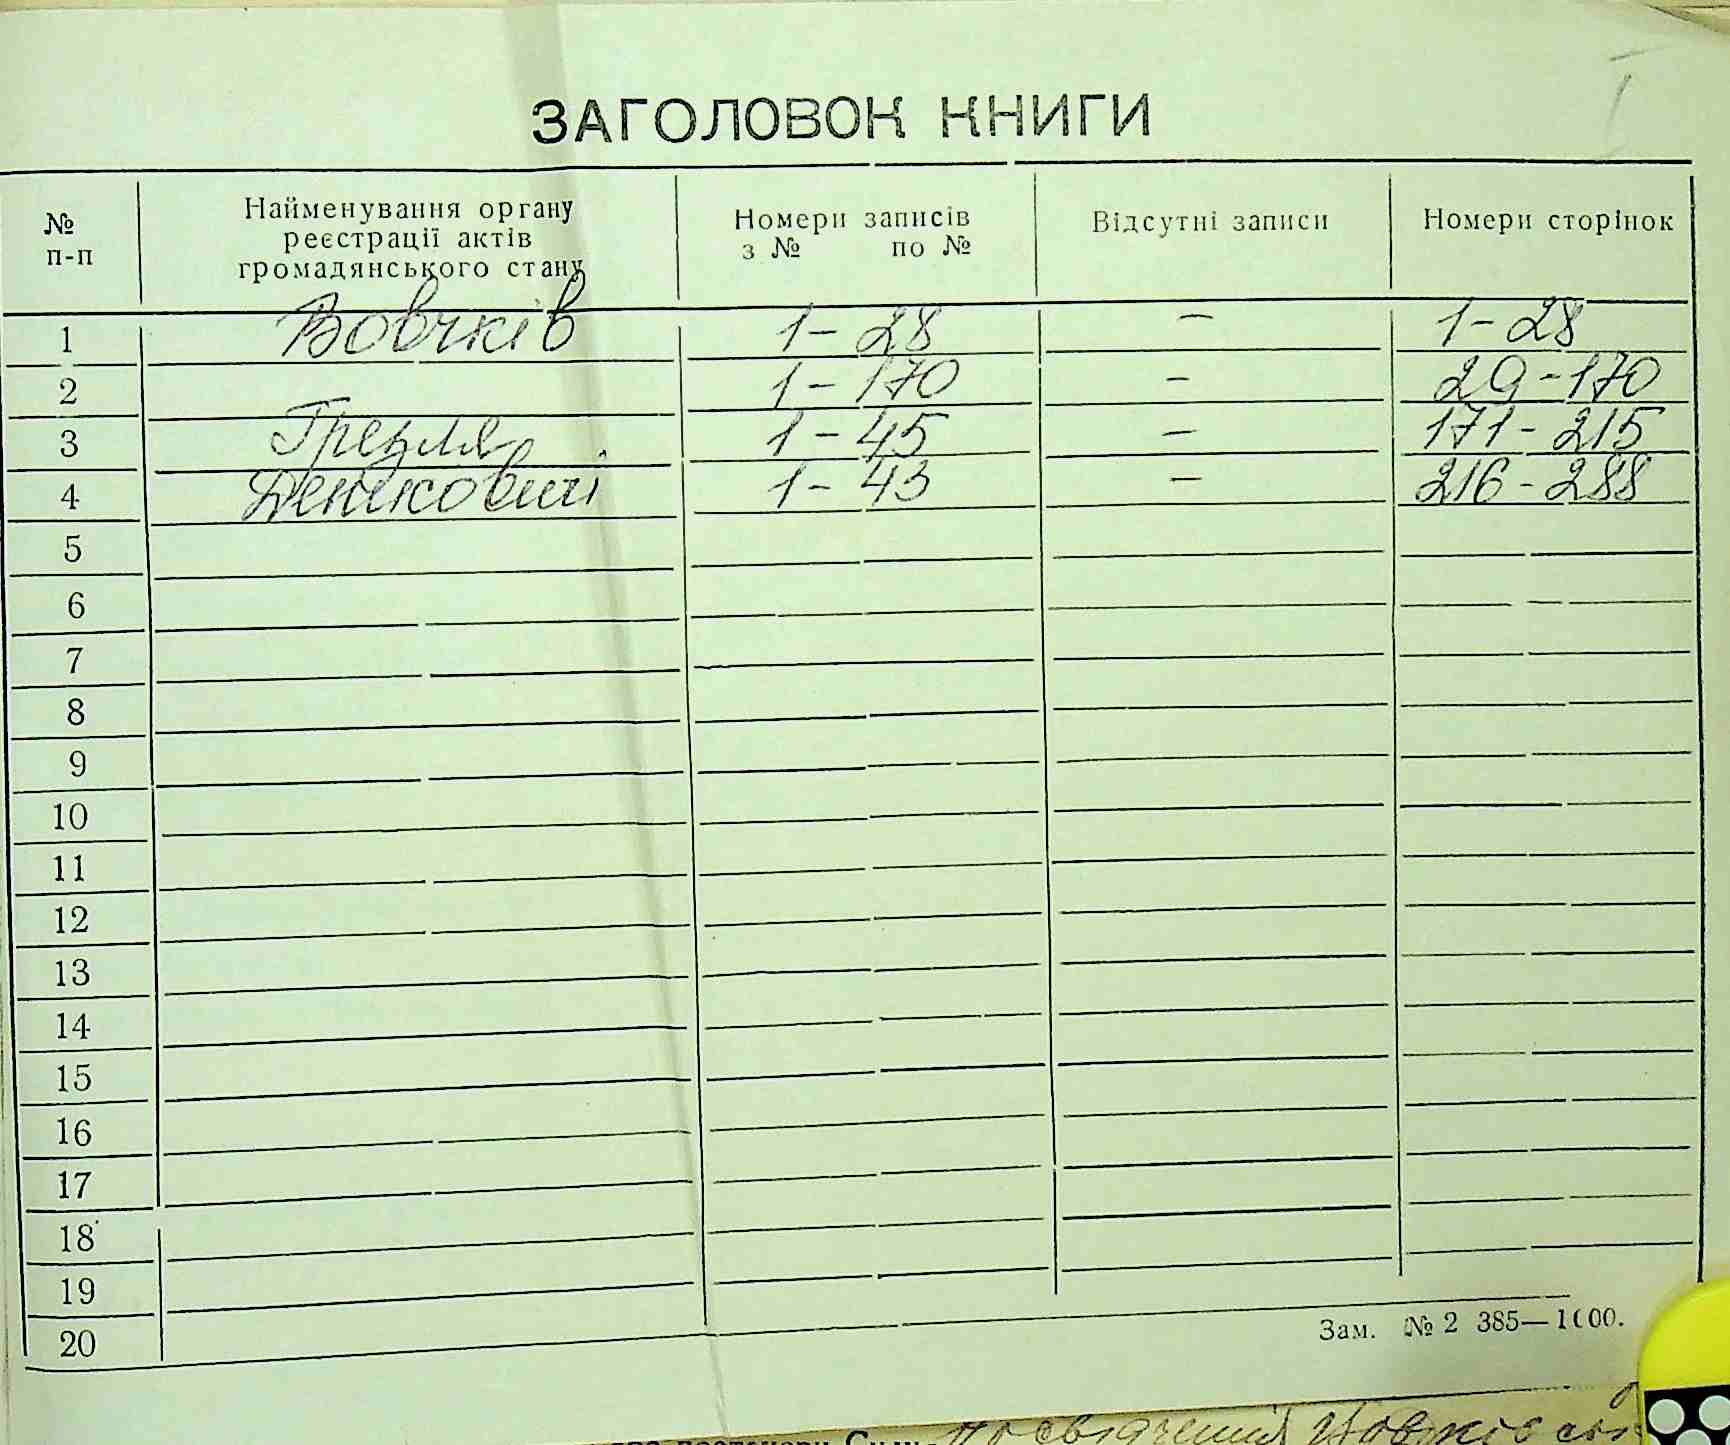 ЗАГОЛОВОК КНИГИ
№ п-п Найменування органу реєстрації актів громадянського стану Номери записів з № по № Відсутні записи Номери сторінок
1 Вовчків 1-28 - 1-28
2 1-170 - 29-170
3 1-45 - 171-215
4 1-43 - 216-288
5
6
7
8
9
10
11
12
13
14
15
16
17
18
19
20
Зам. № 2 385—1000.